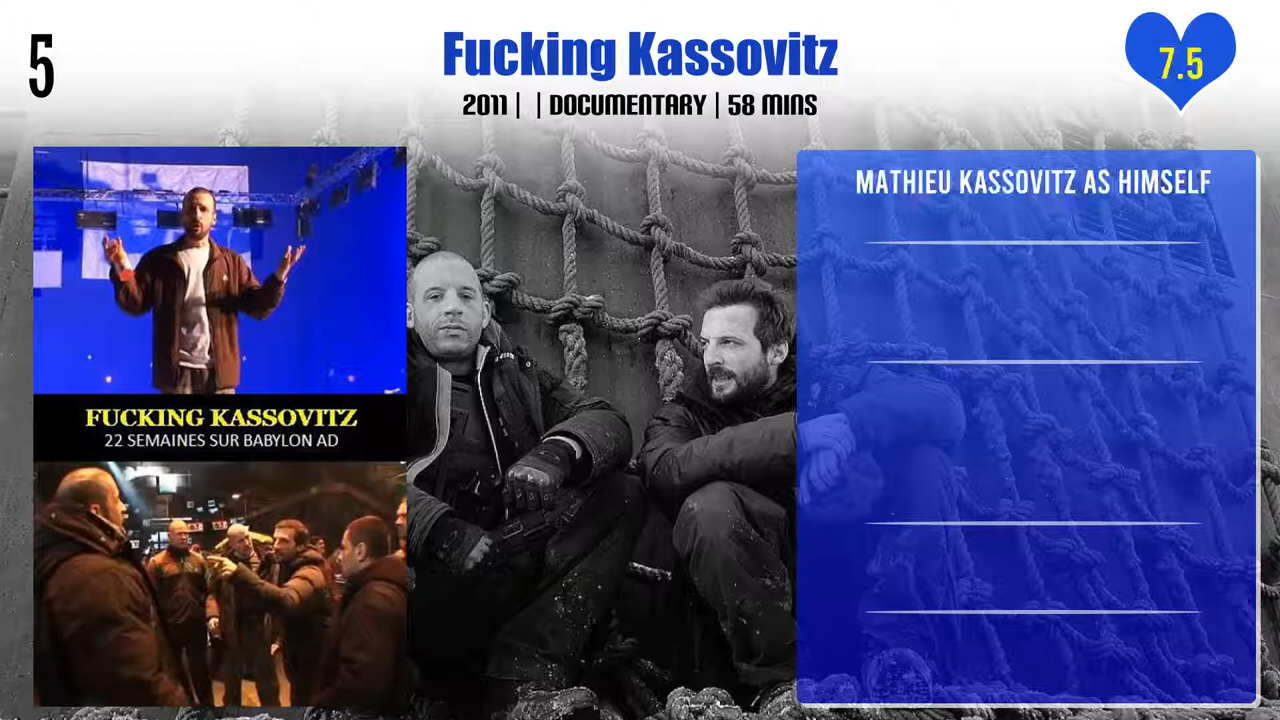 5
Fucking Kassovitz
7.5
2011 | | DOCUMENTARY | 58 MINS
MATHIEU KASSOVITZ AS HIMSELF
FUCKING KASSOVITZ
22 SEMAINES SUR BABYLON AD